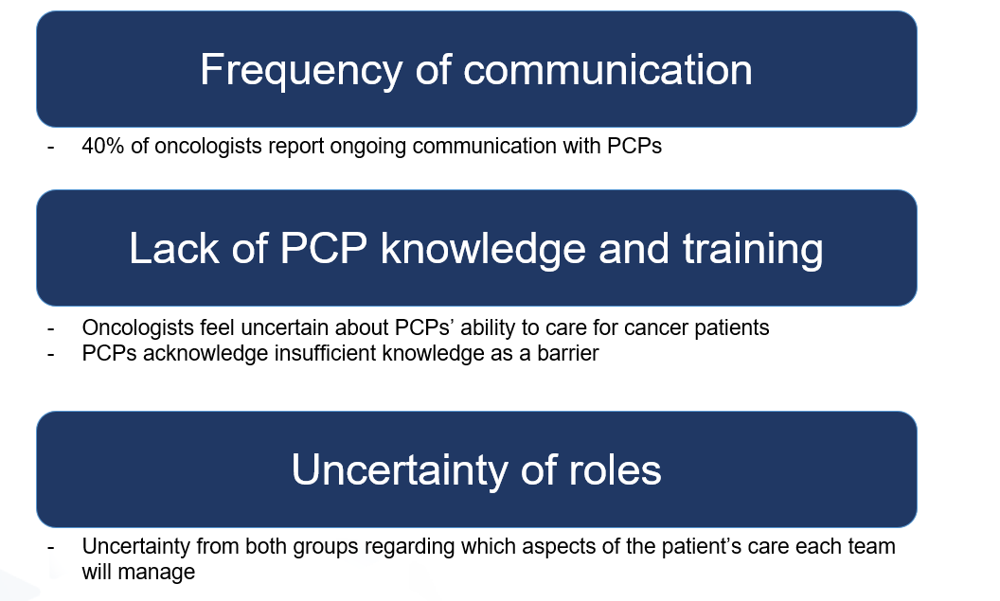 Frequency of communication
- 40% of oncologists report ongoing communication with PCPs
Lack of PCP knowledge and training
- Oncologists feel uncertain about PCPs’ ability to care for cancer patients
- PCPs acknowledge insufficient knowledge as a barrier
Uncertainty of roles
- Uncertainty from both groups regarding which aspects of the patient’s care each team
will manage